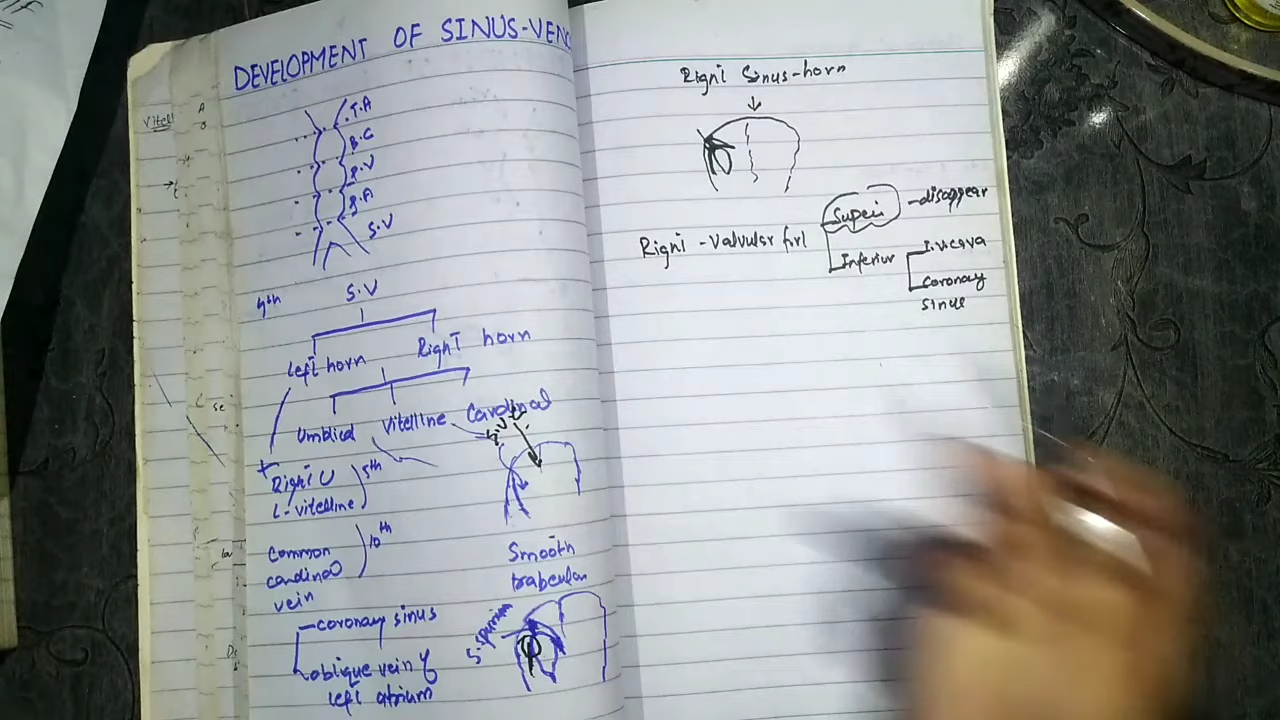 DEVELOPMENT OF SINUS-VENO
Vitell
A
T.A
B.C
P.V
P.A
S.V
4th
S.V
Left horn
Right horn
Umblical
Vitelline
Cardinal
Right U
L-vitelline
5th
Common
cardinal
vein
10th
-coronary sinus
oblique vein of
left atrium
Smooth
trabecular
Right Sinus-horn
Superi
-disappear
Right -Valvular
Inferior
I.v.cava
coronary
sinus